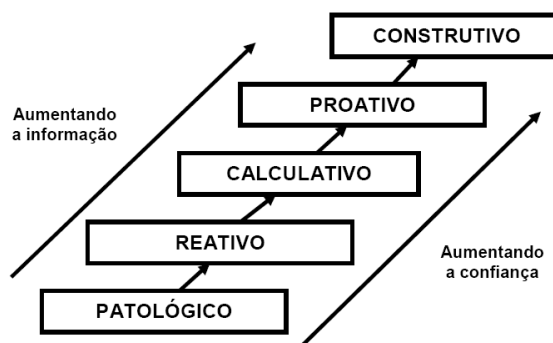 CONSTRUTIVO
PROATIVO
Aumentando
a informação
CALCULATIVO
REATIVO
Aumentando
a confiança
PATOLÓGICO